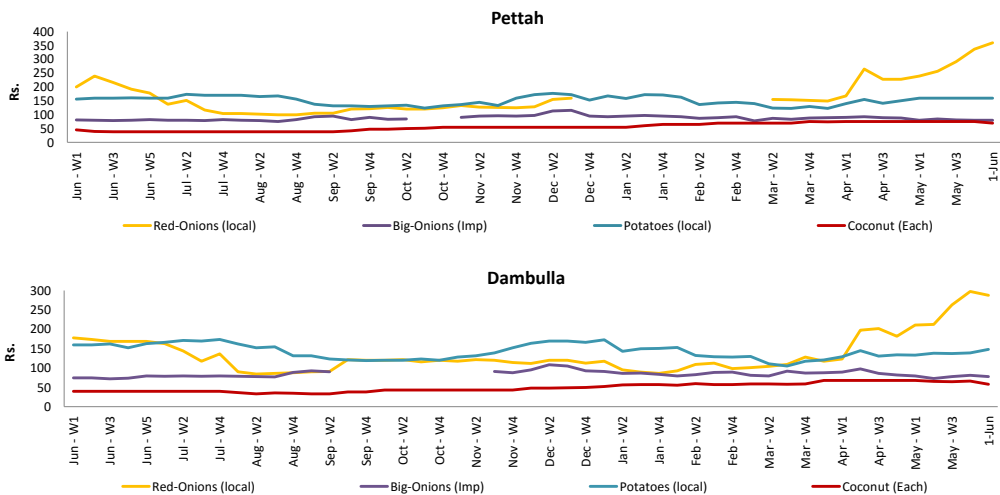 Pettah
Rs.
400
350
300
250
200
150
100
50
0
Jun - W1
Jun - W3
Jun - W5
Jul - W2
Jul - W4
Aug - W2
Aug - W4
Sep - W2
Sep - W4
Oct - W2
Oct - W4
Nov - W2
Nov - W4
Dec - W2
Dec - W4
Jan - W2
Jan - W4
Feb - W2
Feb - W4
Mar - W2
Mar - W4
Apr - W1
Apr - W3
May - W1
May - W3
1-Jun
Red-Onions (local) Big-Onions (Imp) Potatoes (local) Coconut (Each)
Dambulla
Rs.
300
250
200
150
100
50
0
Jun - W1
Jun - W3
Jun - W5
Jul - W2
Jul - W4
Aug - W2
Aug - W4
Sep - W2
Sep - W4
Oct - W2
Oct - W4
Nov - W2
Nov - W4
Dec - W2
Dec - W4
Jan - W2
Jan - W4
Feb - W2
Feb - W4
Mar - W2
Mar - W4
Apr - W1
Apr - W3
May - W1
May - W3
1-Jun
Red-Onions (local) Big-Onions (Imp) Potatoes (local) Coconut (Each)